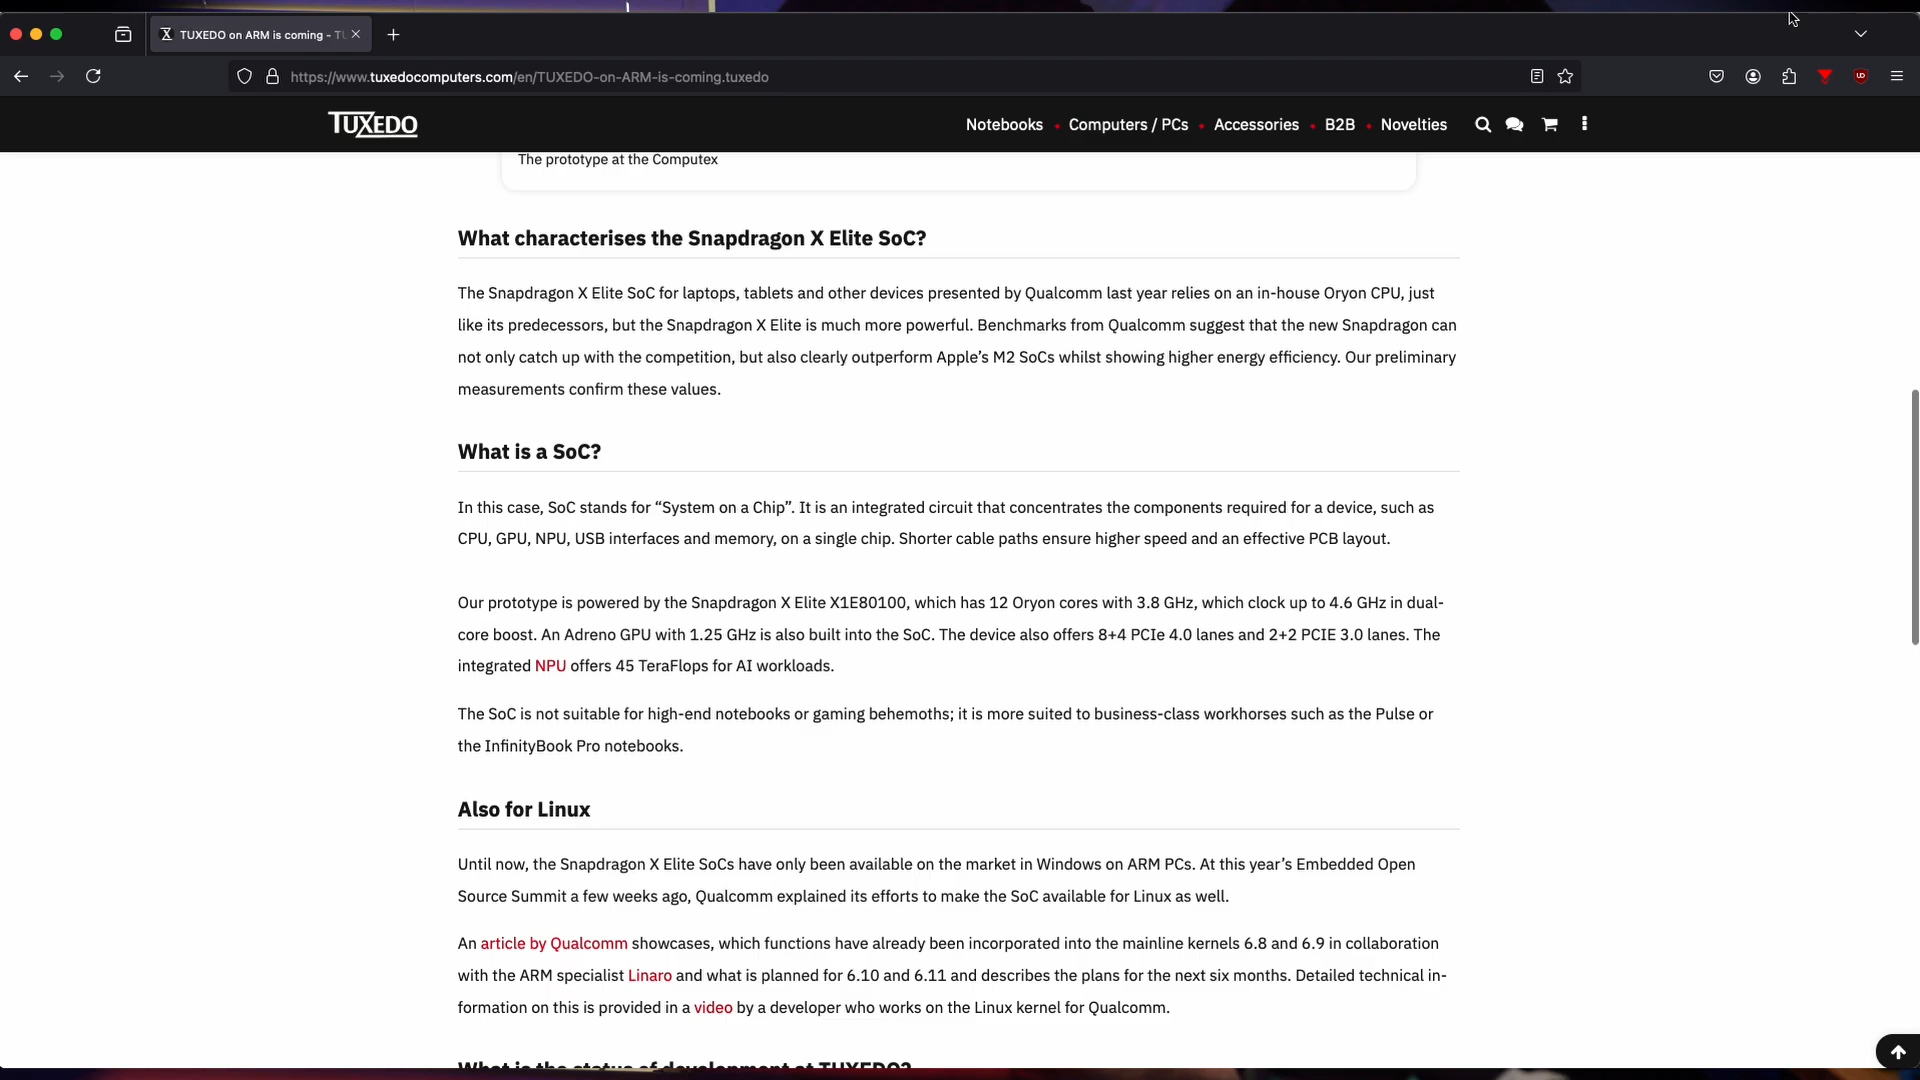 TUXEDO on ARM is coming - TU
https://www.tuxedocomputers.com/en/TUXEDO-on-ARM-is-coming.tuxedo
TUXEDO
Notebooks
Computers / PCs
Accessories
B2B
Novelties
The prototype at the Computex
What characterises the Snapdragon X Elite SoC?
The Snapdragon X Elite SoC for laptops, tablets and other devices presented by Qualcomm last year relies on an in-house Oryon CPU, just
like its predecessors, but the Snapdragon X Elite is much more powerful. Benchmarks from Qualcomm suggest that the new Snapdragon can
not only catch up with the competition, but also clearly outperform Apple’s M2 SoCs whilst showing higher energy efficiency. Our preliminary
measurements confirm these values.
What is a SoC?
In this case, SoC stands for “System on a Chip”. It is an integrated circuit that concentrates the components required for a device, such as
CPU, GPU, NPU, USB interfaces and memory, on a single chip. Shorter cable paths ensure higher speed and an effective PCB layout.
Our prototype is powered by the Snapdragon X Elite X1E80100, which has 12 Oryon cores with 3.8 GHz, which clock up to 4.6 GHz in dual-
core boost. An Adreno GPU with 1.25 GHz is also built into the SoC. The device also offers 8+4 PCIe 4.0 lanes and 2+2 PCIE 3.0 lanes. The
integrated NPU offers 45 TeraFlops for AI workloads.
The SoC is not suitable for high-end notebooks or gaming behemoths; it is more suited to business-class workhorses such as the Pulse or
the InfinityBook Pro notebooks.
Also for Linux
Until now, the Snapdragon X Elite SoCs have only been available on the market in Windows on ARM PCs. At this year’s Embedded Open
Source Summit a few weeks ago, Qualcomm explained its efforts to make the SoC available for Linux as well.
An article by Qualcomm showcases, which functions have already been incorporated into the mainline kernels 6.8 and 6.9 in collaboration
with the ARM specialist Linaro and what is planned for 6.10 and 6.11 and describes the plans for the next six months. Detailed technical in-
formation on this is provided in a video by a developer who works on the Linux kernel for Qualcomm.
What is the status of development at TUXEDO?